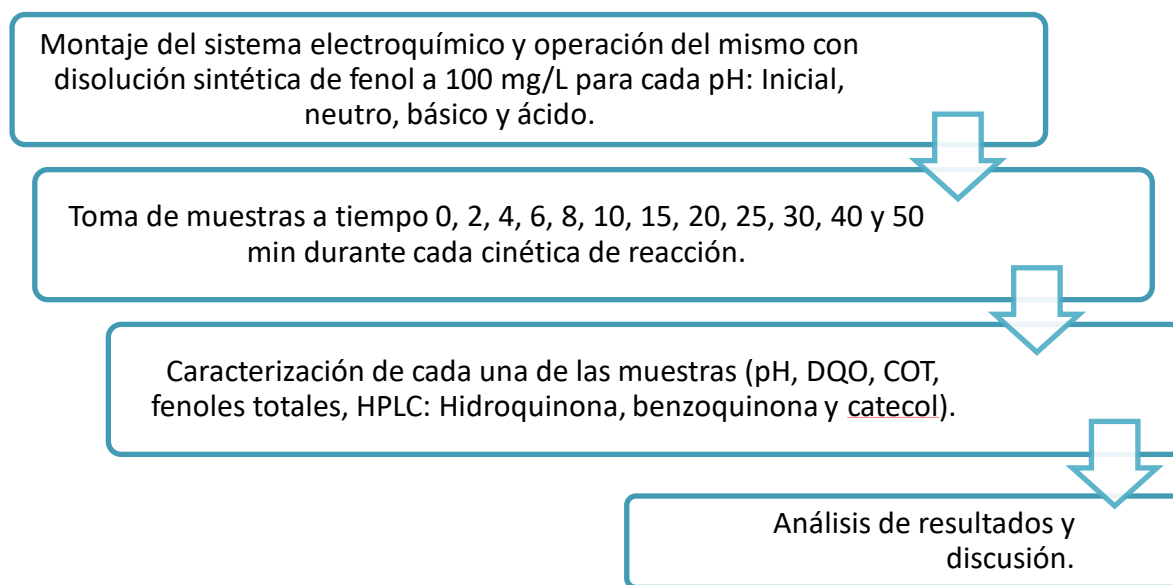 Montaje del sistema electroquímico y operación del mismo con
disolución sintética de fenol a 100 mg/L para cada pH: Inicial,
neutro, básico y ácido.
Toma de muestras a tiempo 0, 2, 4, 6, 8, 10, 15, 20, 25, 30, 40 y 50
min durante cada cinética de reacción.
Caracterización de cada una de las muestras (pH, DQO, COT,
fenoles totales, HPLC: Hidroquinona, benzoquinona y catecol).
Análisis de resultados y
discusión.